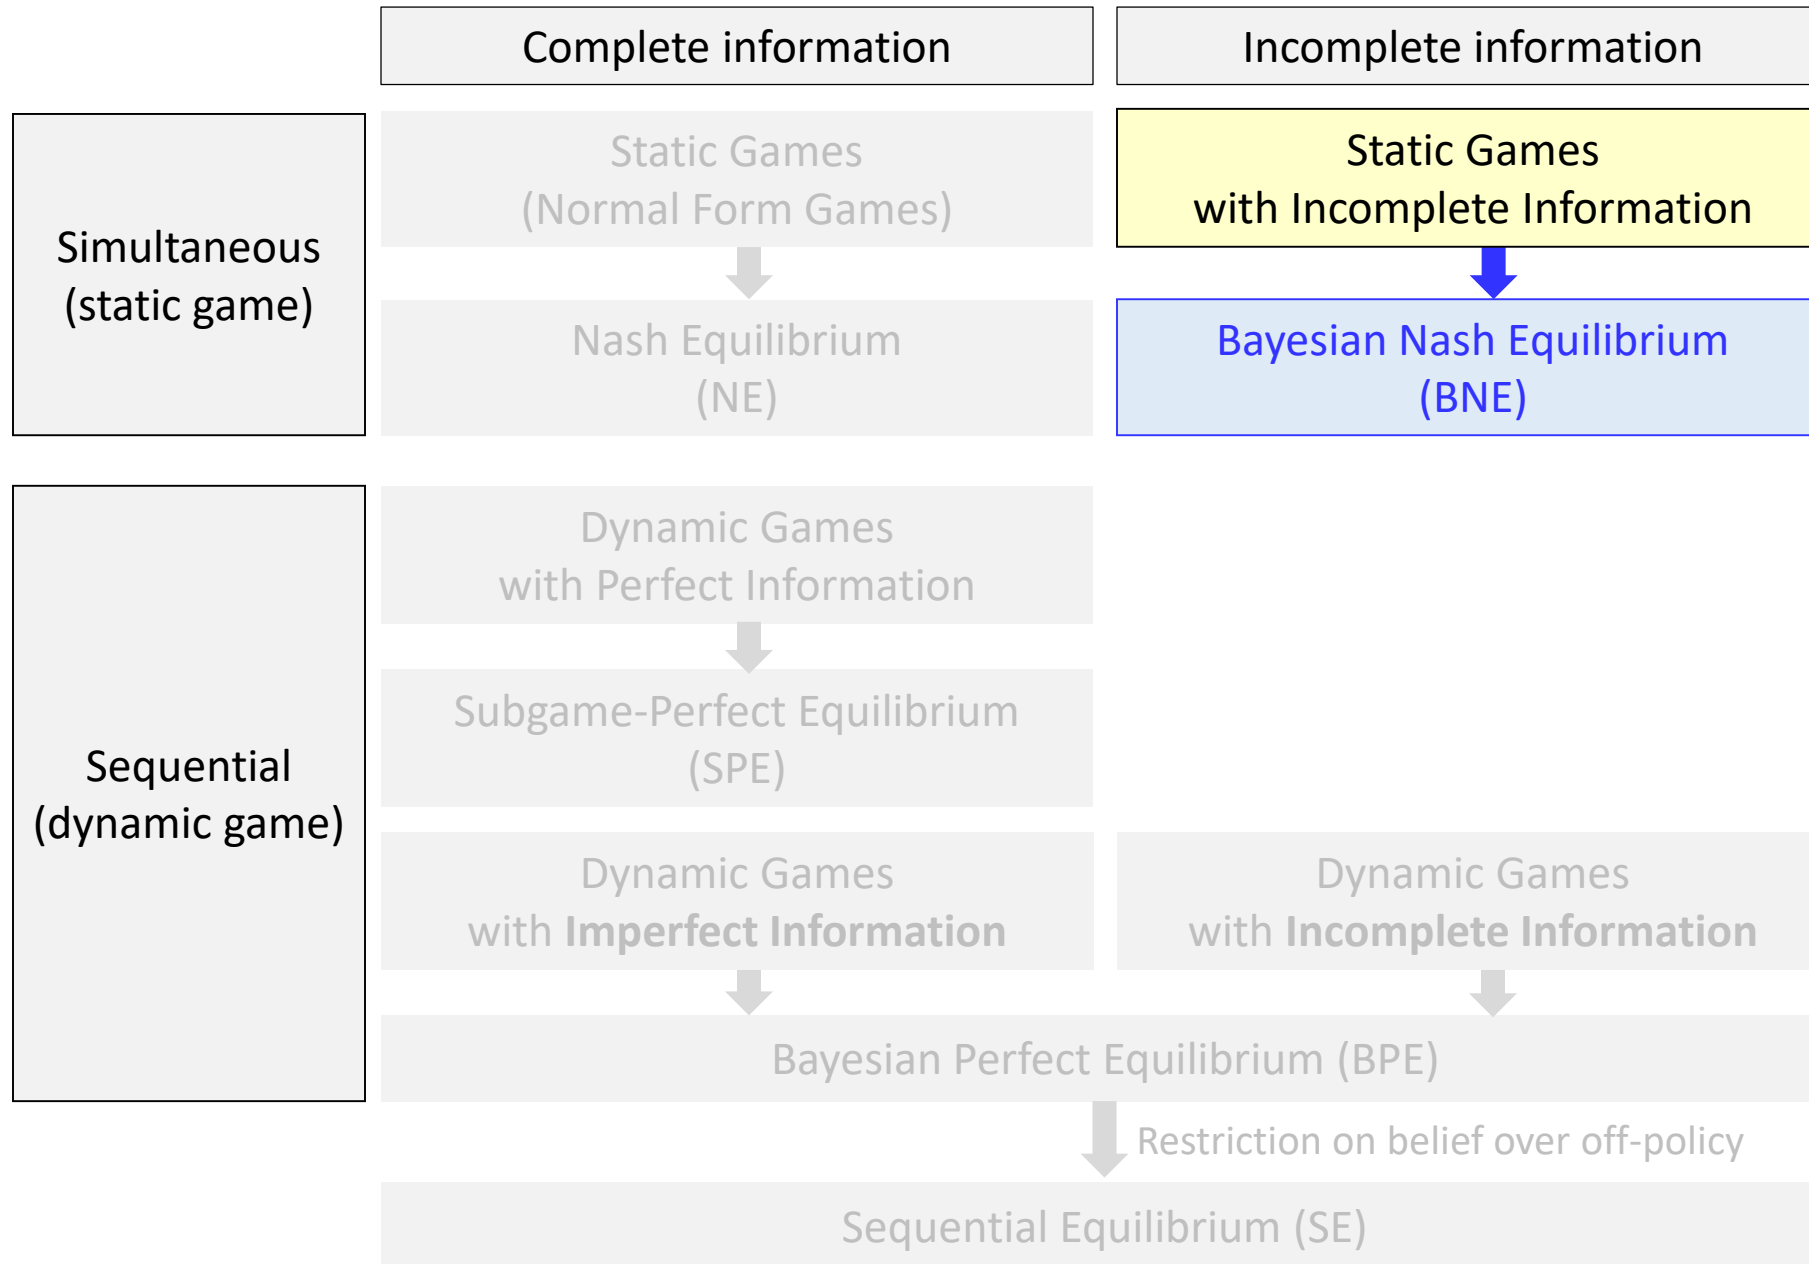 Complete information
Incomplete information
Simultaneous
(static game)
Static Games
(Normal Form Games)
Nash Equilibrium
(NE)
Static Games
with Incomplete Information
Bayesian Nash Equilibrium
(BNE)
Sequential
(dynamic game)
Dynamic Games
with Perfect Information
Subgame-Perfect Equilibrium
(SPE)
Dynamic Games
with Imperfect Information
Dynamic Games
with Incomplete Information
Bayesian Perfect Equilibrium (BPE)
Restriction on belief over off-policy
Sequential Equilibrium (SE)